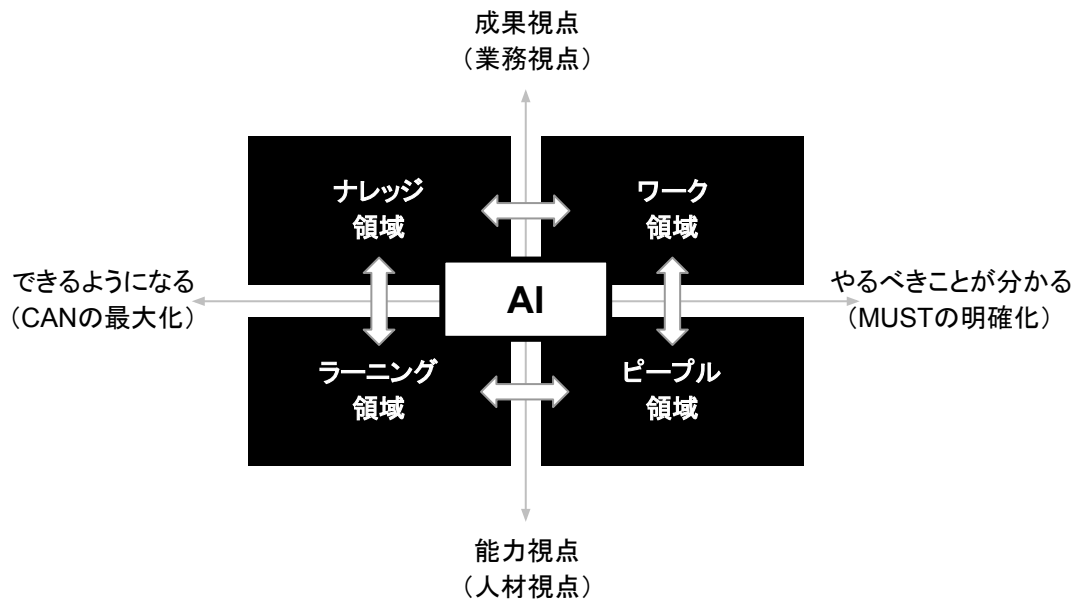 成果視点
（業務視点）
ナレッジ
領域
ワーク
領域
できるようになる
（CANの最大化）
AI
やるべきことが分かる
（MUSTの明確化）
ラーニング
領域
ピープル
領域
能力視点
（人材視点）